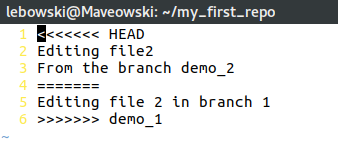 lebowski@Maveowski: ~/my_first_repo
1 <<<<<<< HEAD
2 Editing file2
3 From the branch demo_2
4 =======
5 Editing file 2 in branch 1
6 >>>>>>> demo_1
~